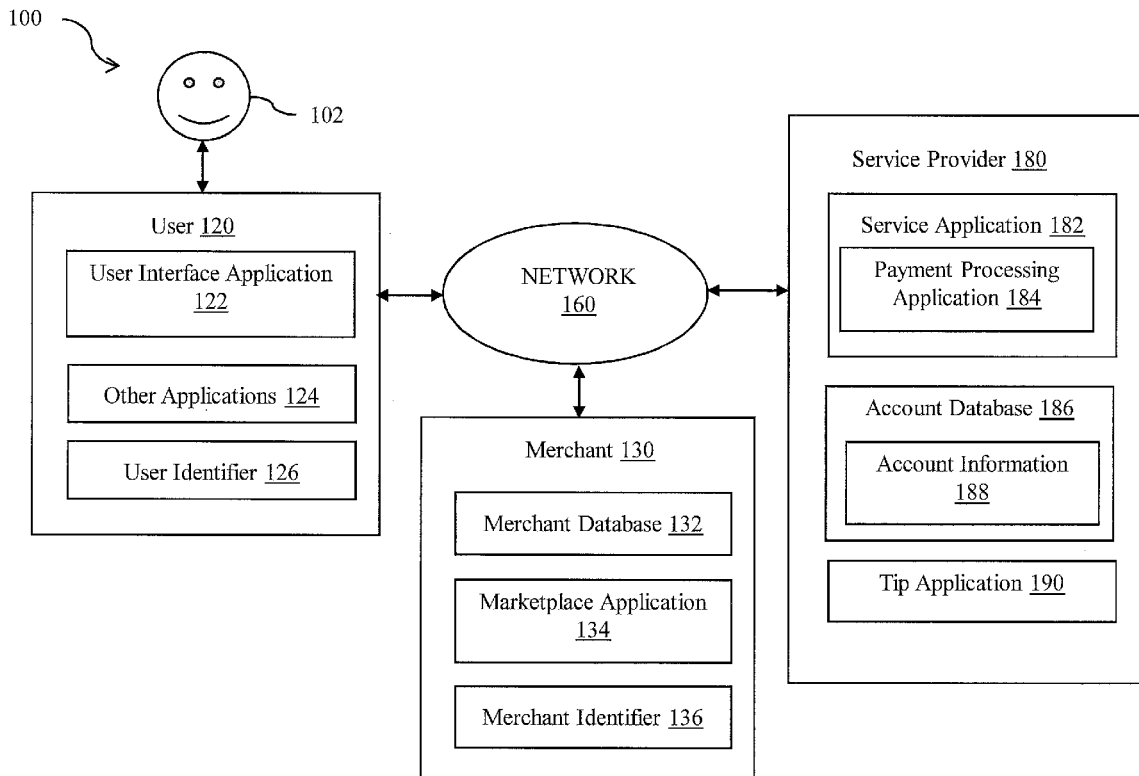 100
102
User 120
User Interface Application
122
Other Applications 124
User Identifier 126
NETWORK
160
Merchant 130
Merchant Database 132
Marketplace Application
134
Merchant Identifier 136
Service Provider 180
Service Application 182
Payment Processing
Application 184
Account Database 186
Account Information
188
Tip Application 190